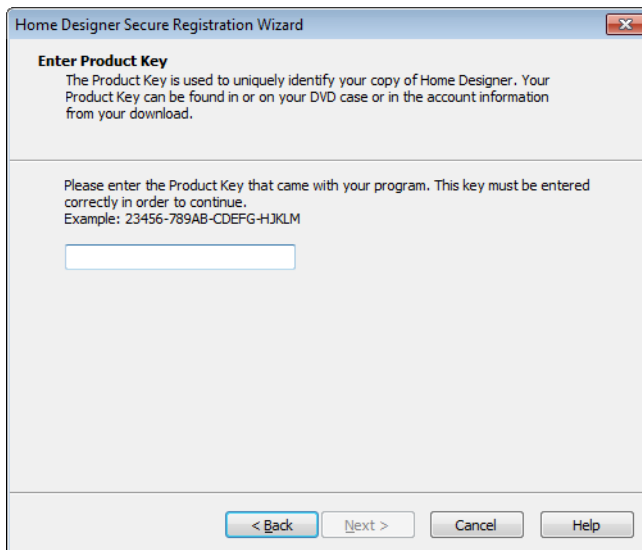 Home Designer Secure Registration Wizard
Enter Product Key
The Product Key is used to uniquely identify your copy of Home Designer. Your
Product Key can be found in or on your DVD case or in the account information
from your download.
Please enter the Product Key that came with your program. This key must be entered
correctly in order to continue.
Example: 23456-789AB-CDEFG-HJKLM
< Back Next > Cancel Help